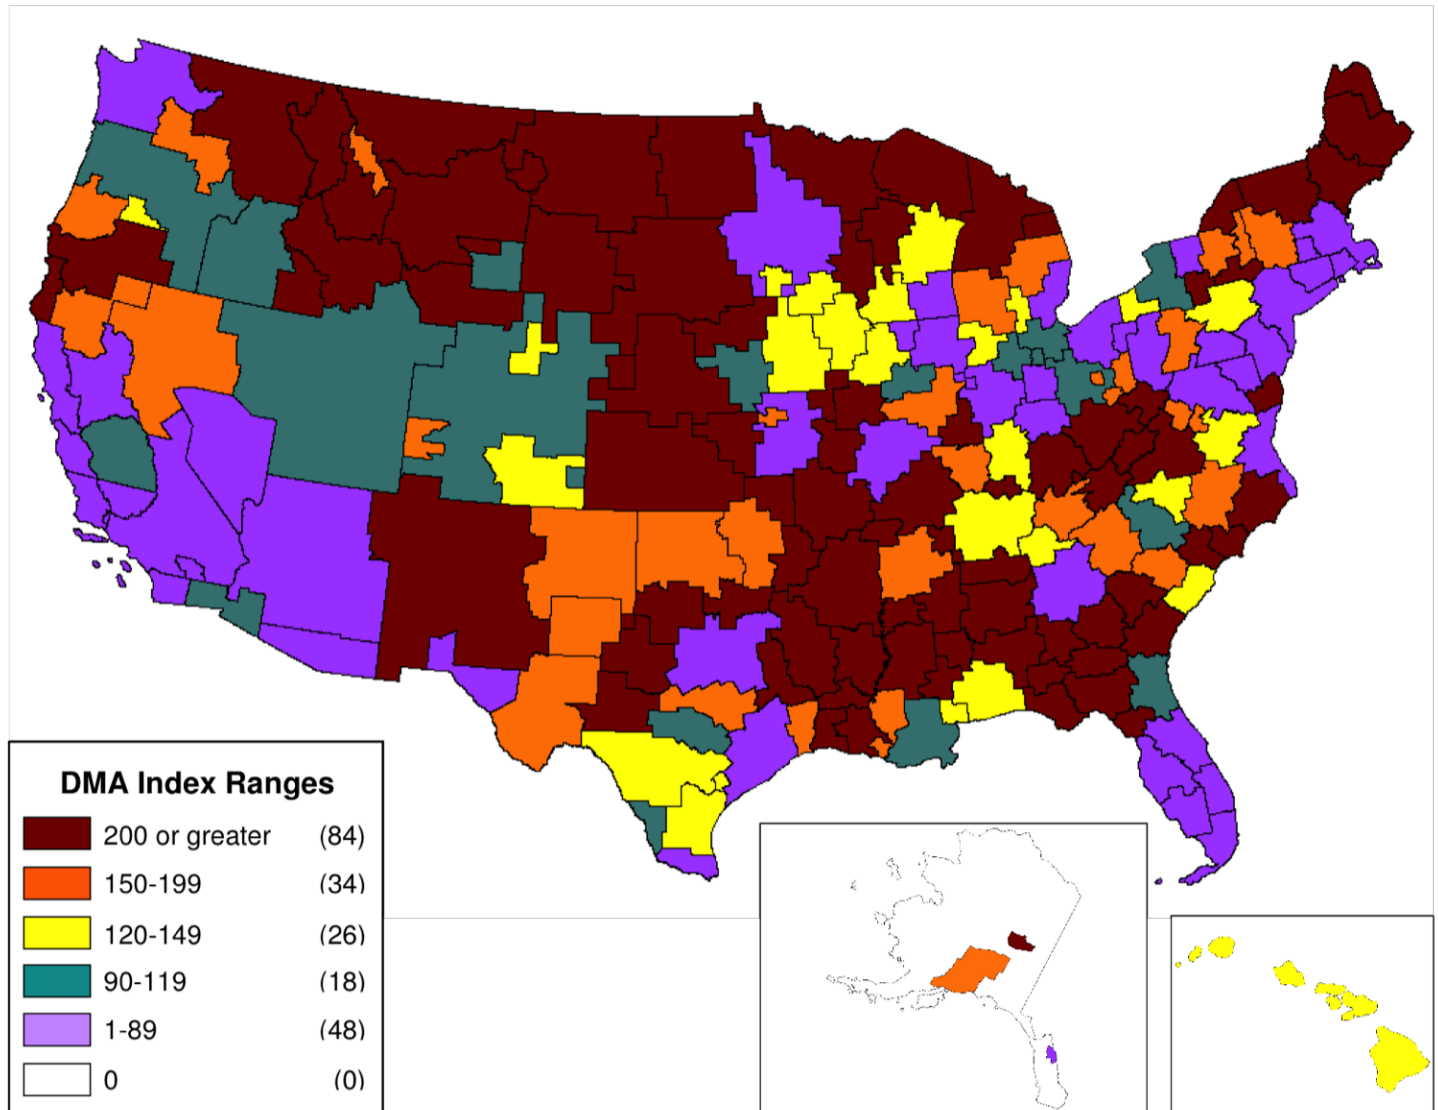 DMA Index Ranges
200 or greater (84)
150-199 (34)
120-149 (26)
90-119 (18)
1-89 (48)
0 (0)